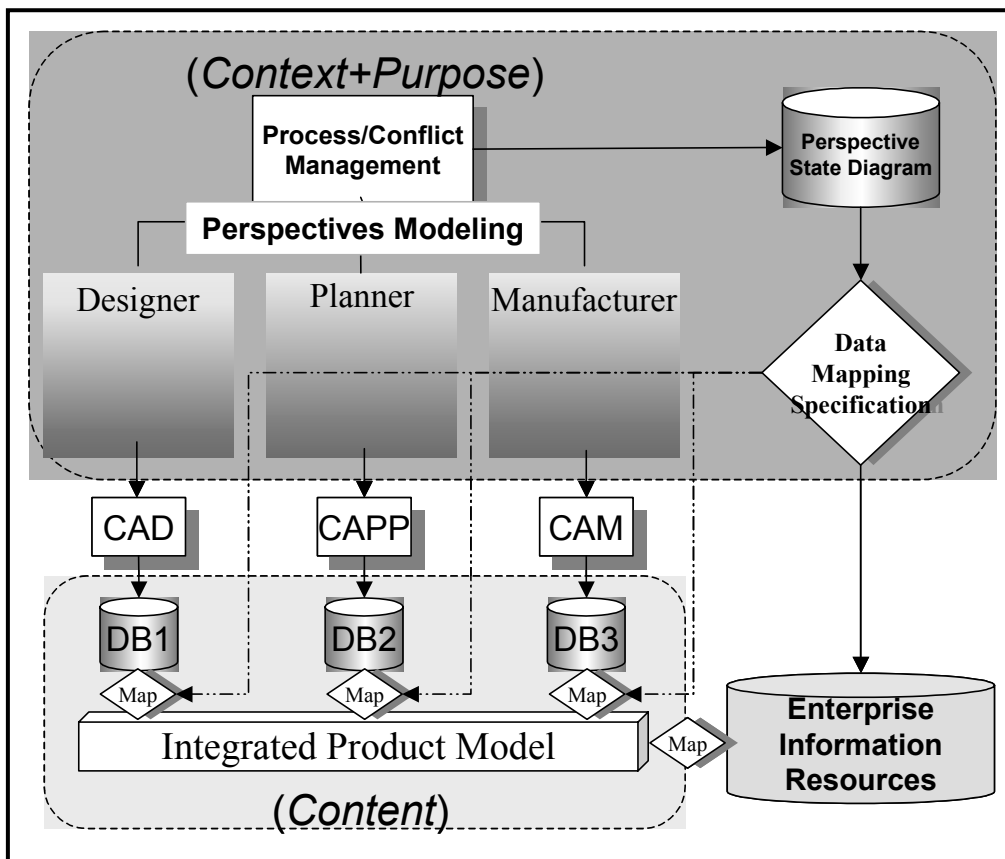 (Context+Purpose)
Process/Conflict
Management
Perspective
State Diagram
Perspectives Modeling
Designer
Planner
Manufacturer
Data
Mapping
Specification
CAD
CAPP
CAM
DB1
DB2
DB3
Map
Map
Map
Integrated Product Model
Map
Enterprise
Information
Resources
(Content)